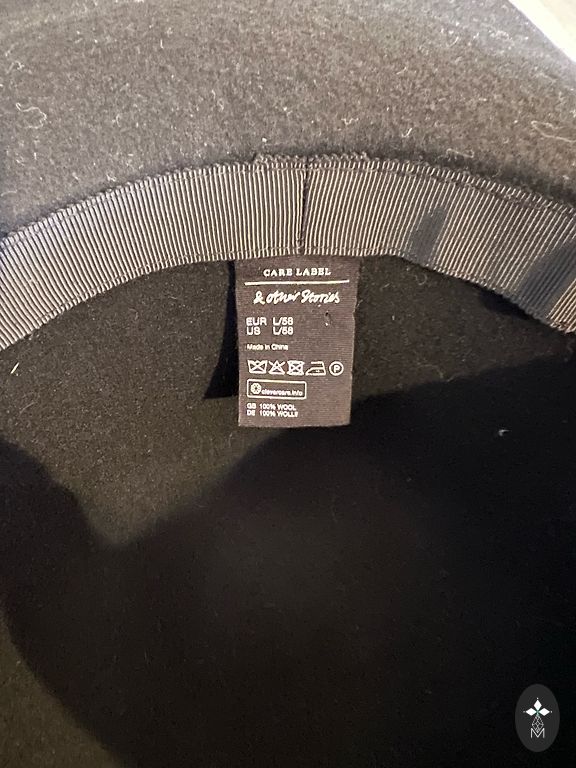 CARE LABEL
& other Stories
EUR L/58
US L/58
Made in China
P
clevercare.info
GB 100% WOOL
DE 100% WOLLE
M